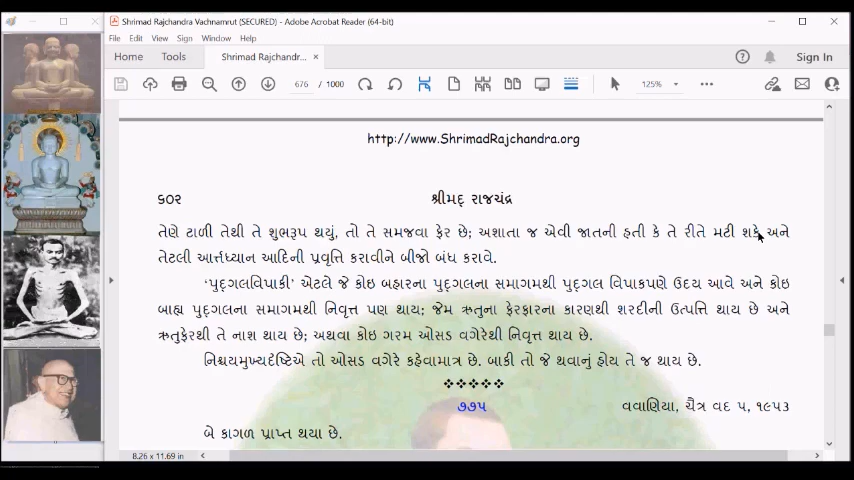 Shrimad Rajchandra Vachnamrut (SECURED) - Adobe Acrobat Reader (64-bit)
File Edit View Sign Window Help
Home Tools Shrimad Rajchandr... × Sign In
676 / 1000 125%
http://www.ShrimadRajchandra.org
૬૦૨ શ્રીમદ્ રાજચંદ્ર
તેણે ટાળી તેથી તે શુભરૂપ થયું, તો તે સમજવા ફેર છે; અશાતા જ એવી જાતની હતી કે તે રીતે મટી શકે અને
તેટલી આર્ત્તધ્યાન આદિની પ્રવૃત્તિ કરાવીને બીજો બંધ કરાવે.
'પુદ્ગલવિપાકી' એટલે જે કોઇ બહારના પુદ્ગલના સમાગમથી પુદ્ગલ વિપાકપણે ઉદય આવે અને કોઇ
બાહ્ય પુદ્ગલના સમાગમથી નિવૃત્ત પણ થાય; જેમ ઋતુના ફેરફારના કારણથી શરદીની ઉત્પત્તિ થાય છે અને
ઋતુફેરથી તે નાશ થાય છે; અથવા કોઇ ગરમ ઓસડ વગેરેથી નિવૃત્ત થાય છે.
નિશ્ચયમુખ્યદૃષ્ટિએ તો ઓસડ વગેરે કહેવામાત્ર છે. બાકી તો જે થવાનું હોય તે જ થાય છે.
૭૭૫ વવાણિયા, ચૈત્ર વદ ૫, ૧૯૫૩
બે કાગળ પ્રાપ્ત થયા છે.
8.26 x 11.69 in